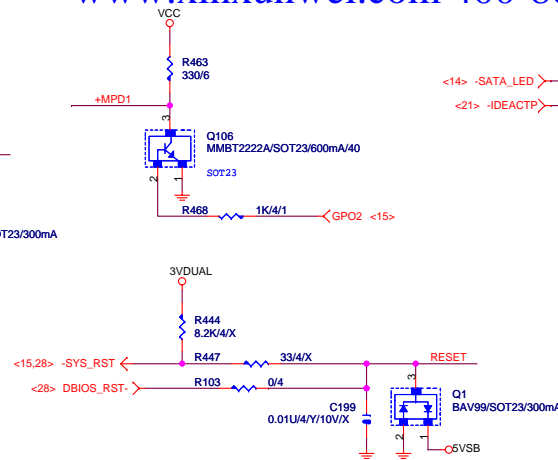 VCC
R463
330/6
<14> -SATA_LED
+MPD1
<21> -IDEACTP
3
Q106
MMBT2222A/SOT23/600mA/40
SOT23
2
1
R468 1K/4/1 GPO2 <15>
T23/300mA
3VDUAL
R444
8.2K/4/X
<15,28> -SYS_RST R447 33/4/X RESET
<28> DBIOS_RST- R103 0/4
3
Q1
C199 BAV99/SOT23/300mA
0.01U/4/Y/10V/X
2
1
5VSB